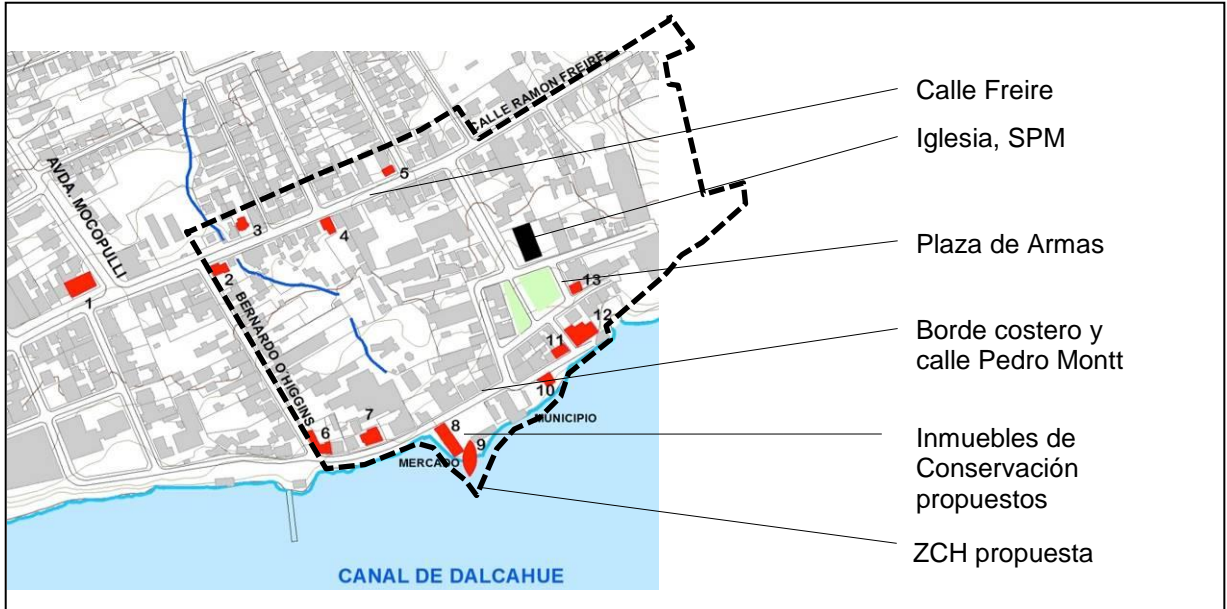 Calle Freire
Iglesia, SPM
Plaza de Armas
Borde costero y
calle Pedro Montt
Inmuebles de
Conservación
propuestos
ZCH propuesta
CALLE RAMON FREIRE
AVDA. MOCOPULLI
BERNARDO O'HIGGINS
1
2
3
4
5
6
7
8
9
10
11
12
13
MUNICIPIO
MERCADO
CANAL DE DALCAHUE